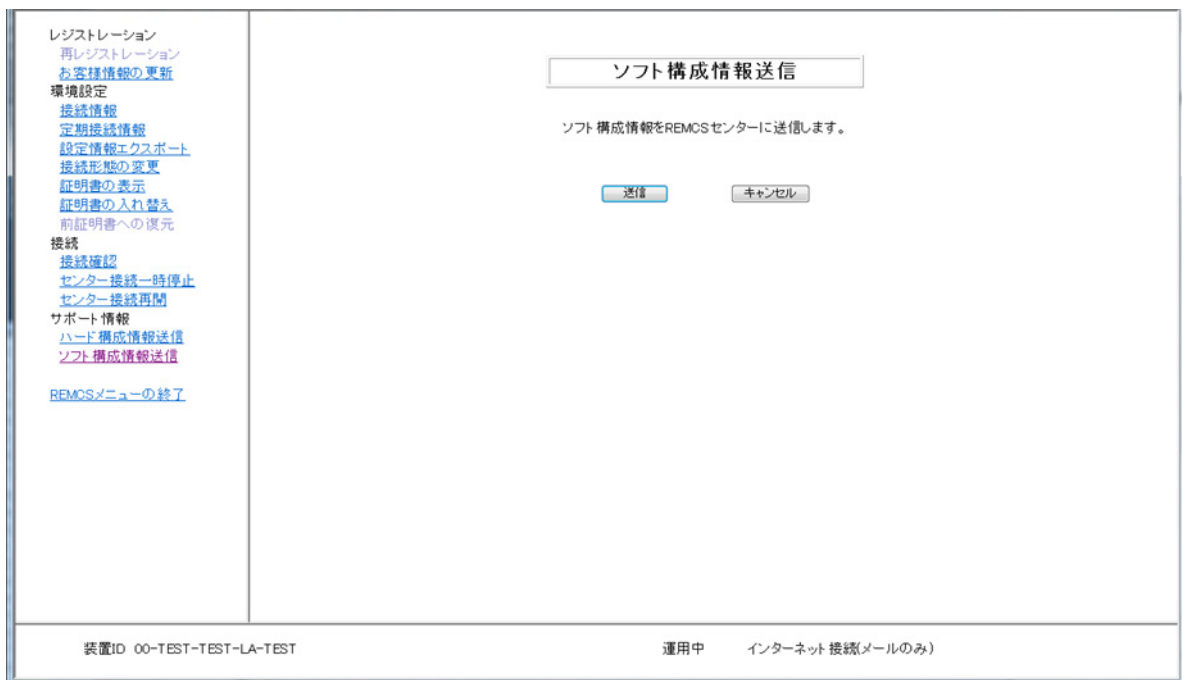 レジストレーション
再レジストレーション
お客様情報の更新
環境設定
接続情報
定期接続情報
設定情報エクスポート
接続形態の変更
証明書の表示
証明書の入れ替え
前証明書への復元
接続
接続確認
センター接続一時停止
センター接続再開
サポート情報
ハード構成情報送信
ソフト構成情報送信
REMCSメニューの終了
ソフト構成情報送信
ソフト構成情報をREMCSセンターに送信します。
送信 キャンセル
装置ID 00-TEST-TEST-LA-TEST 運用中 インターネット接続(メールのみ)